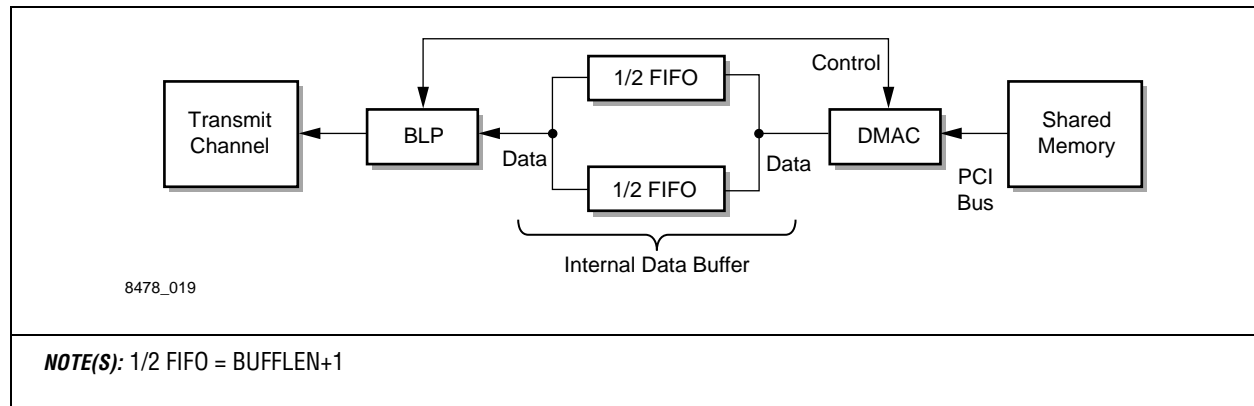 1/2 FIFO
Control
Transmit
Channel
BLP
Data
Data
DMAC
Shared
Memory
1/2 FIFO
PCI
Bus
Internal Data Buffer
8478_019
NOTE(S): 1/2 FIFO = BUFFLEN+1